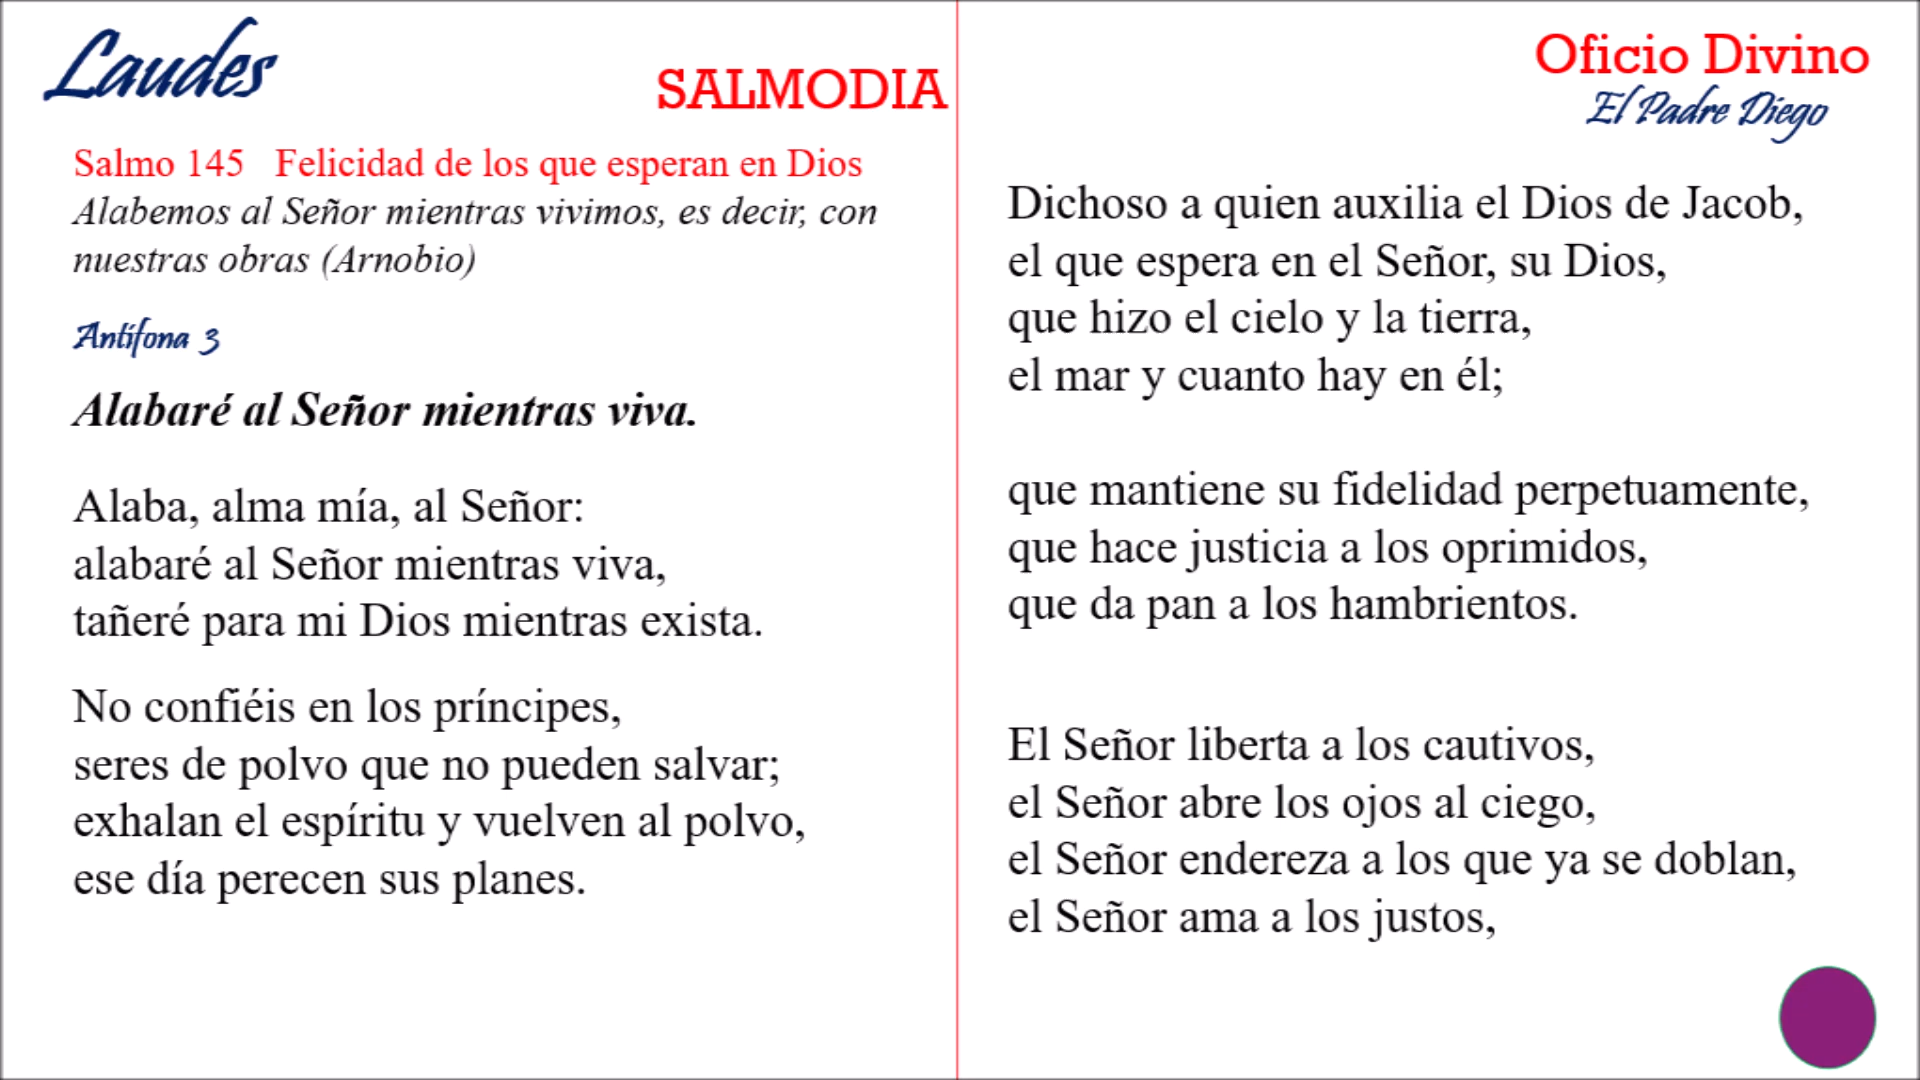 Laudes
SALMODIA
Salmo 145 Felicidad de los que esperan en Dios
Alabemos al Señor mientras vivimos, es decir, con
nuestras obras (Arnobio)
Antífona 3
Alabaré al Señor mientras viva.
Alaba, alma mía, al Señor:
alabaré al Señor mientras viva,
tañeré para mi Dios mientras exista.
No confiéis en los príncipes,
seres de polvo que no pueden salvar;
exhalan el espíritu y vuelven al polvo,
ese día perecen sus planes.
Oficio Divino
El Padre Diego
Dichoso a quien auxilia el Dios de Jacob,
el que espera en el Señor, su Dios,
que hizo el cielo y la tierra,
el mar y cuanto hay en él;
que mantiene su fidelidad perpetuamente,
que hace justicia a los oprimidos,
que da pan a los hambrientos.
El Señor liberta a los cautivos,
el Señor abre los ojos al ciego,
el Señor endereza a los que ya se doblan,
el Señor ama a los justos,